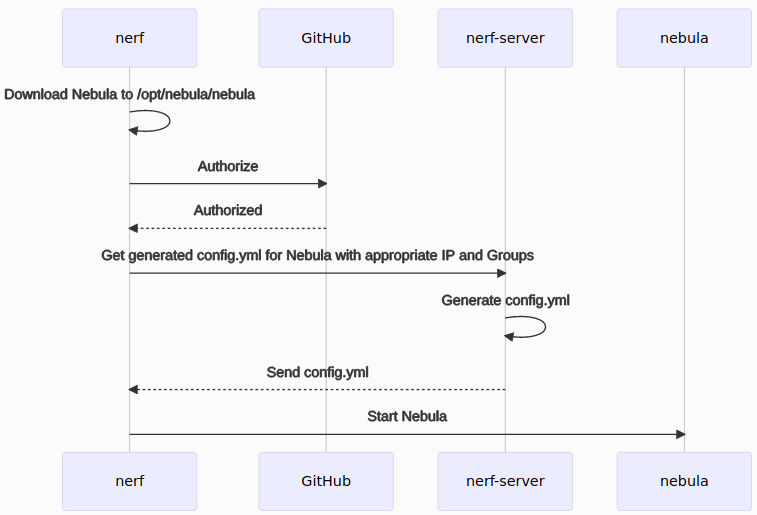 nerf
GitHub
nerf-server
nebula
Download Nebula to /opt/nebula/nebula
Authorize
Authorized
Get generated config.yml for Nebula with appropriate IP and Groups
Generate config.yml
Send config.yml
Start Nebula
nerf
GitHub
nerf-server
nebula